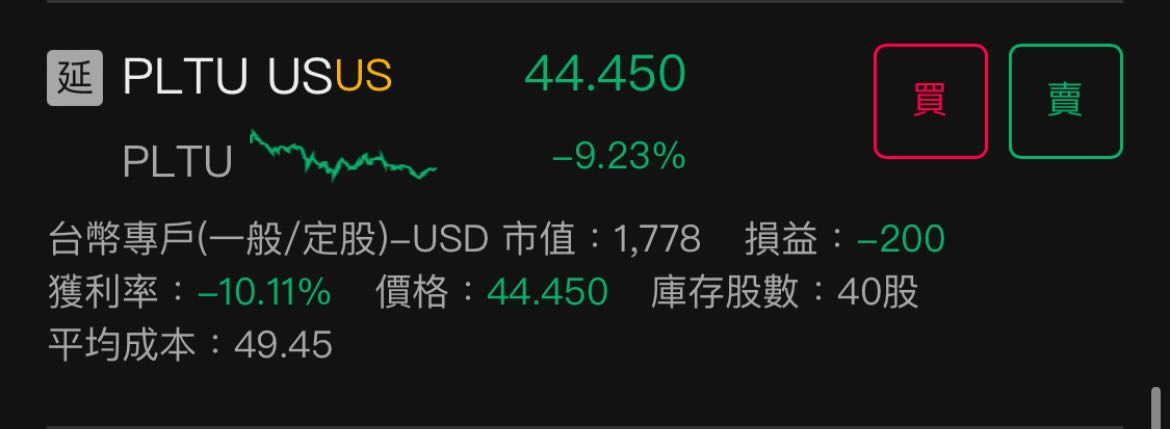 延 PLTU USUS 44.450 買 賣
PLTU -9.23%
台幣專戶(一般/定股)-USD 市值：1,778 損益：-200
獲利率：-10.11% 價格：44.450 庫存股數：40股
平均成本：49.45